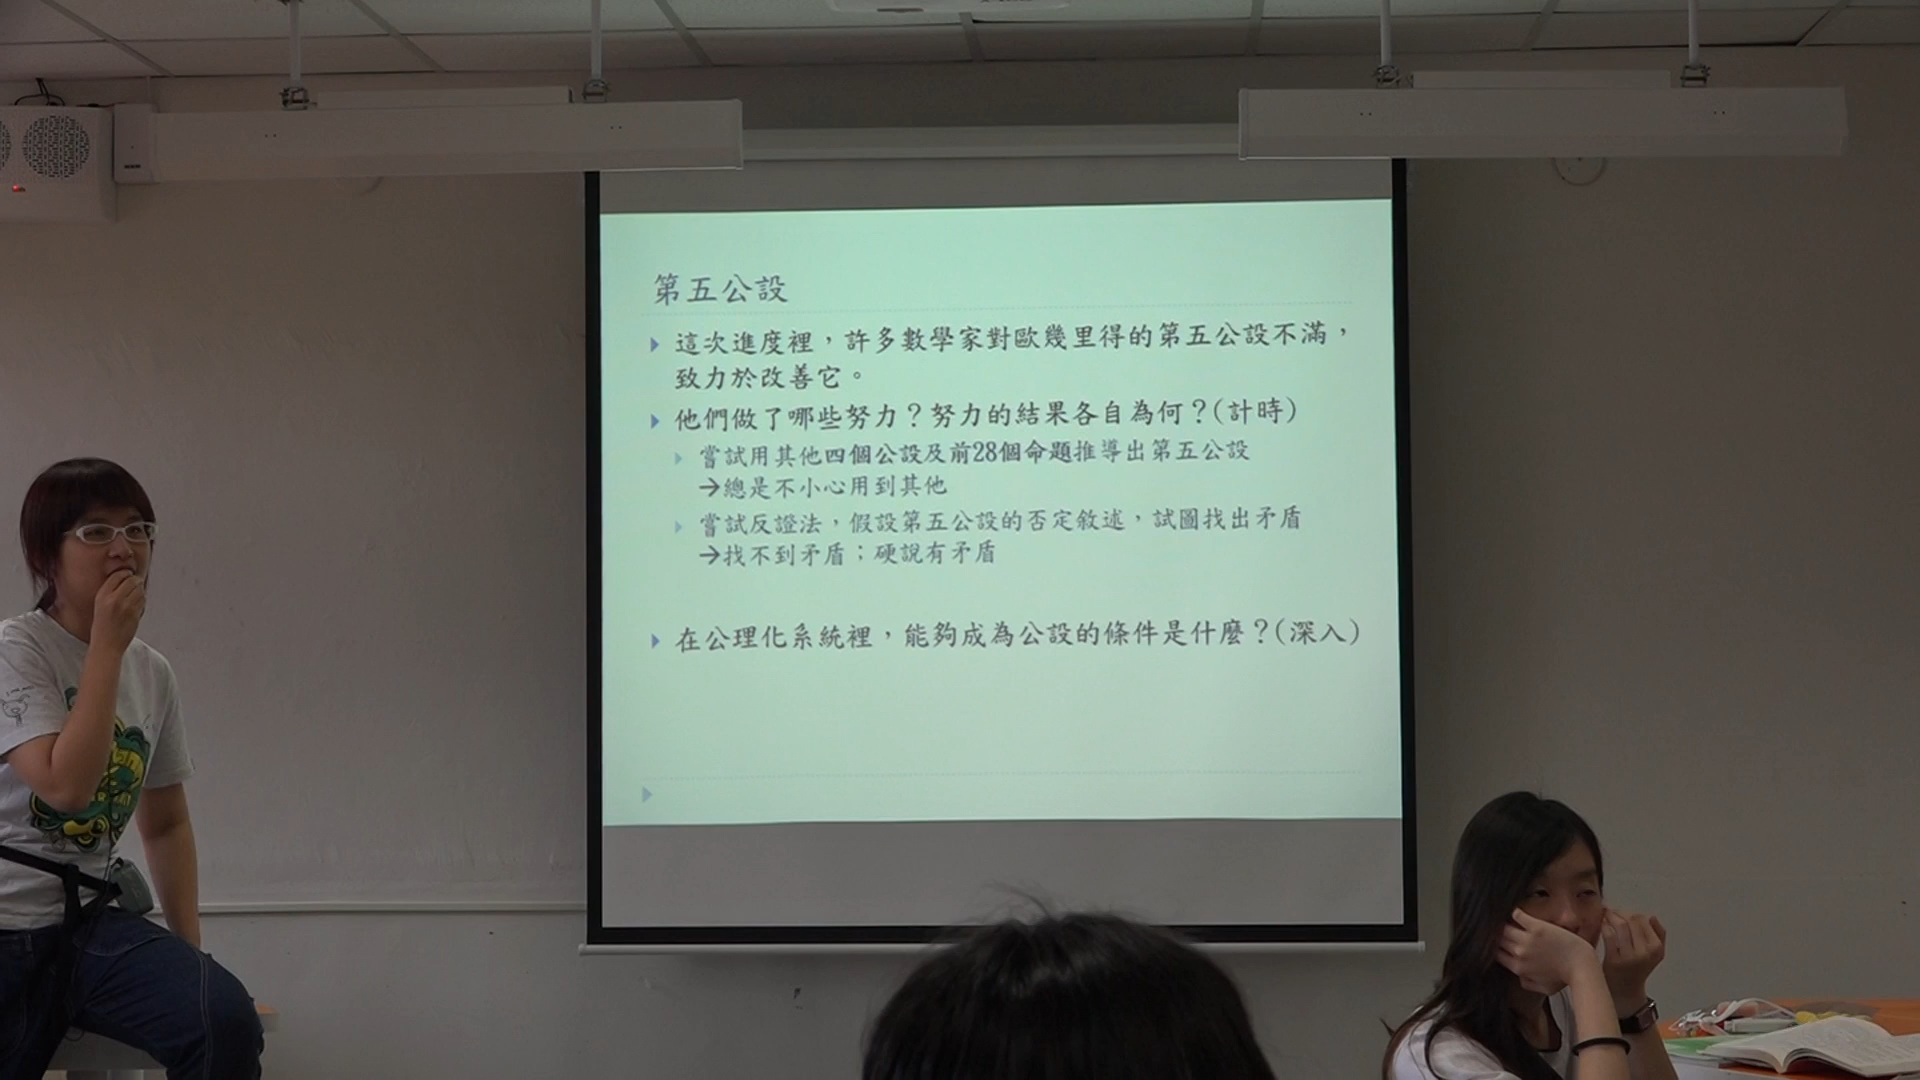 第五公設
這次進度裡，許多數學家對歐幾里得的第五公設不滿，
致力於改善它。
他們做了哪些努力？努力的結果各自為何？(計時)
嘗試用其他四個公設及前28個命題推導出第五公設
→總是不小心用到其他
嘗試反證法，假設第五公設的否定敘述，試圖找出矛盾
→找不到矛盾；硬說有矛盾
在公理化系統裡，能夠成為公設的條件是什麼？(深入)